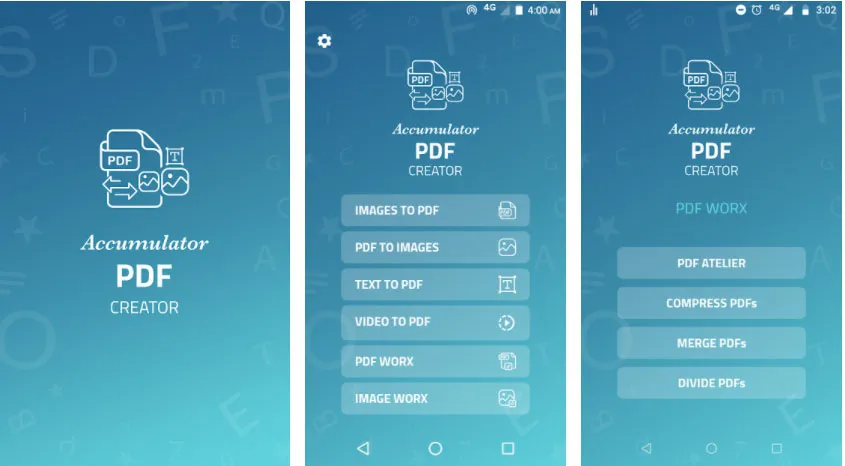 PDF
T
Accumulator
PDF
CREATOR
4G 4:00 AM
PDF
T
Accumulator
PDF
CREATOR
IMAGES TO PDF
PDF TO IMAGES
TEXT TO PDF
T
VIDEO TO PDF
PDF WORX
IMAGE WORX
4G 3:02
PDF
T
Accumulator
PDF
CREATOR
PDF WORX
PDF ATELIER
COMPRESS PDFs
MERGE PDFs
DIVIDE PDFs